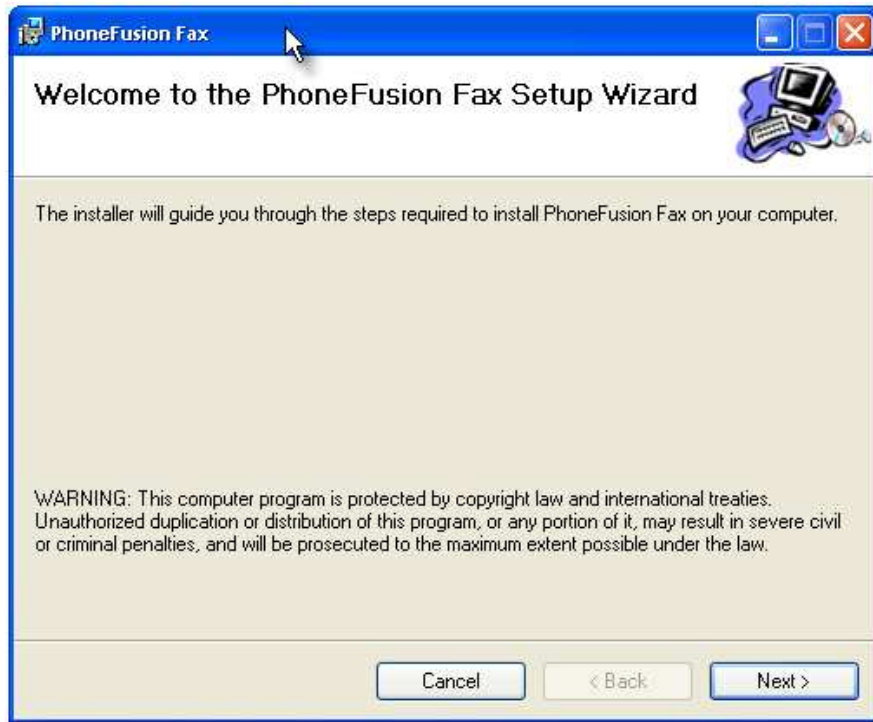 PhoneFusion Fax
Welcome to the PhoneFusion Fax Setup Wizard
The installer will guide you through the steps required to install PhoneFusion Fax on your computer.
WARNING: This computer program is protected by copyright law and international treaties.
Unauthorized duplication or distribution of this program, or any portion of it, may result in severe civil
or criminal penalties, and will be prosecuted to the maximum extent possible under the law.
Cancel
< Back
Next >